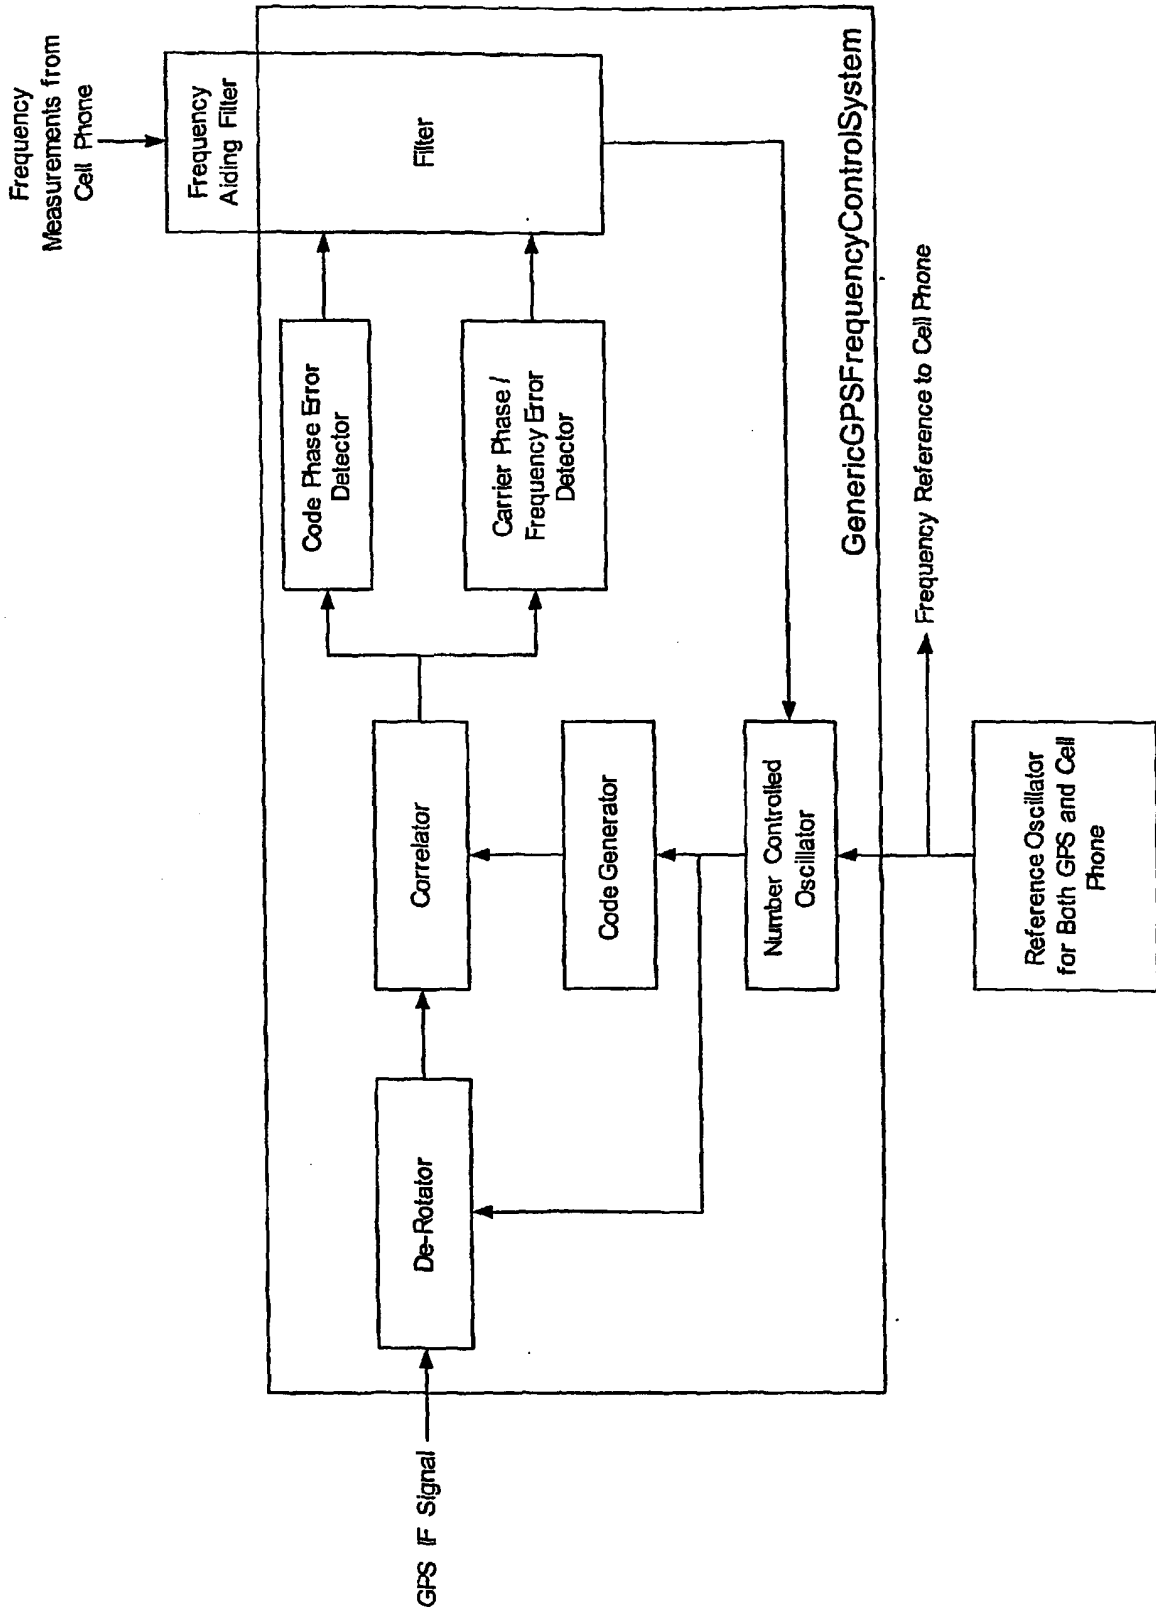 Frequency
Measurements from
Cell Phone
Frequency
Aiding Filter
Filter
Code Phase Error
Detector
Carrier Phase /
Frequency Error
Detector
Correlator
De-Rotator
GPS IF Signal
Code Generator
Number Controlled
Oscillator
GenericGPSFrequencyControlSystem
Frequency Reference to Cell Phone
Reference Oscillator
for Both GPS and Cell
Phone